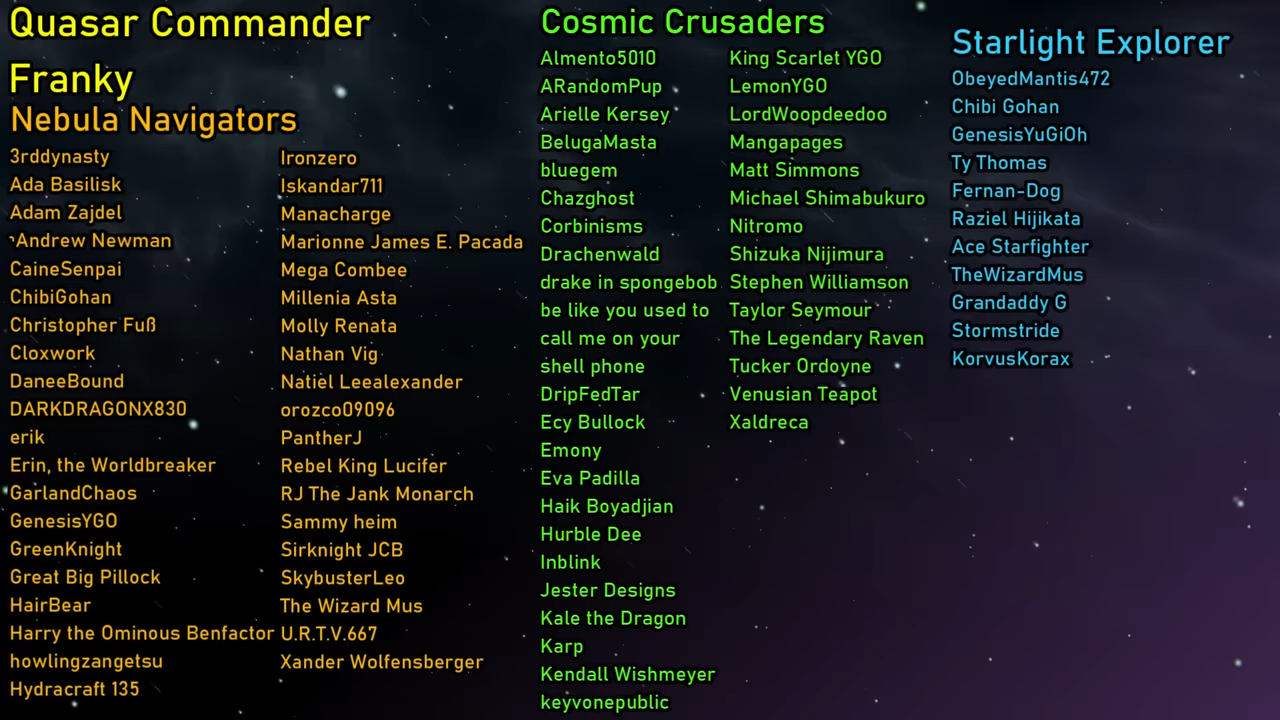 Quasar Commander
Franky
Nebula Navigators
3rddynasty
Ada Basilisk
Adam Zajdel
Andrew Newman
CaineSenpai
ChibiGohan
Christopher Fuß
Cloxwork
DaneeBound
DARKDRAGONX830
erik
Erin, the Worldbreaker
GarlandChaos
GenesisYGO
GreenKnight
Great Big Pillock
HairBear
Harry the Ominous Benfactor
howlingzangetsu
Hydracraft 135
Ironzero
Iskandar711
Manacharge
Marionne James E. Pacada
Mega Combee
Millenia Asta
Molly Renata
Nathan Vig
Natiel Leealexander
orozco09096
PantherJ
Rebel King Lucifer
RJ The Jank Monarch
Sammy heim
Sirknight JCB
SkybusterLeo
The Wizard Mus
U.R.T.V.667
Xander Wolfensberger
Cosmic Crusaders
Almento5010
ARandomPup
Arielle Kersey
BelugaMasta
bluegem
Chazghost
Corbinisms
Drachenwald
drake in spongebob
be like you used to
call me on your
shell phone
DripFedTar
Ecy Bullock
Emony
Eva Padilla
Haik Boyadjian
Hurble Dee
Inblink
Jester Designs
Kale the Dragon
Karp
Kendall Wishmeyer
keyvonepublic
King Scarlet YGO
LemonYGO
LordWoopdeedoo
Mangapages
Matt Simmons
Michael Shimabukuro
Nitromo
Shizuka Nijimura
Stephen Williamson
Taylor Seymour
The Legendary Raven
Tucker Ordoyne
Venusian Teapot
Xaldreca
Starlight Explorer
ObeyedMantis472
Chibi Gohan
GenesisYuGiOh
Ty Thomas
Fernan-Dog
Raziel Hijikata
Ace Starfighter
TheWizardMus
Grandaddy G
Stormstride
KorvusKorax